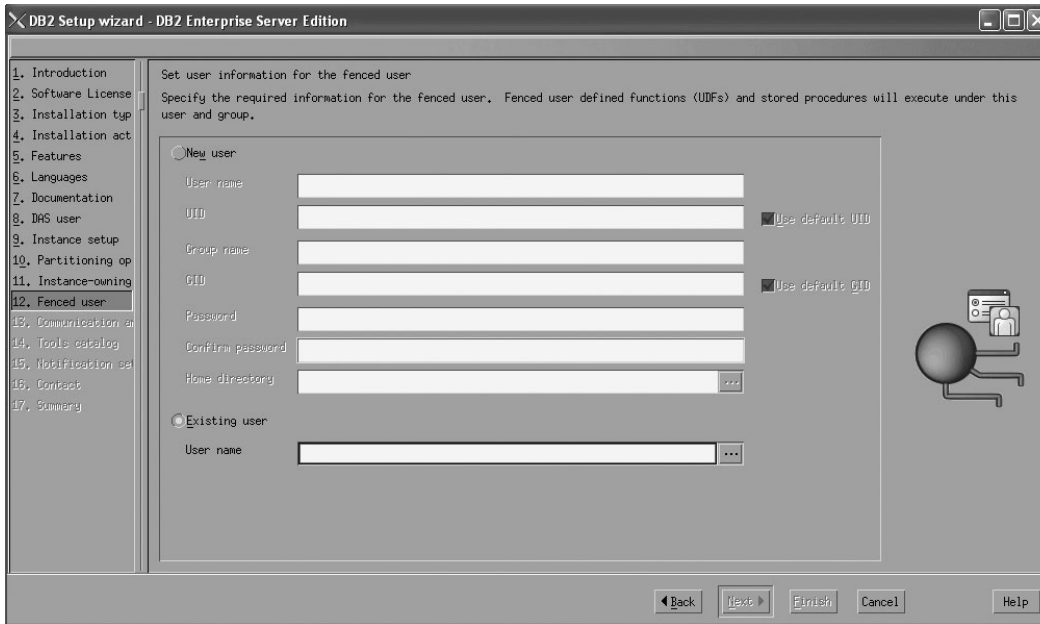 DB2 Setup wizard - DB2 Enterprise Server Edition
1. Introduction
2. Software License
3. Installation typ
4. Installation act
5. Features
6. Languages
7. Documentation
8. DAS user
9. Instance setup
10. Partitioning op
11. Instance-owning
12. Fenced user
13. Communication an
14. Tools catalog
15. Notification set
16. Contact
17. Summary
Set user information for the fenced user
Specify the required information for the fenced user. Fenced user defined functions (UDFs) and stored procedures will execute under this
user and group.
New user
User name
UID
Use default UID
Group name
GID
Use default GID
Password
Confirm password
Home directory
...
Existing user
User name
...
Back
Next
Finish
Cancel
Help